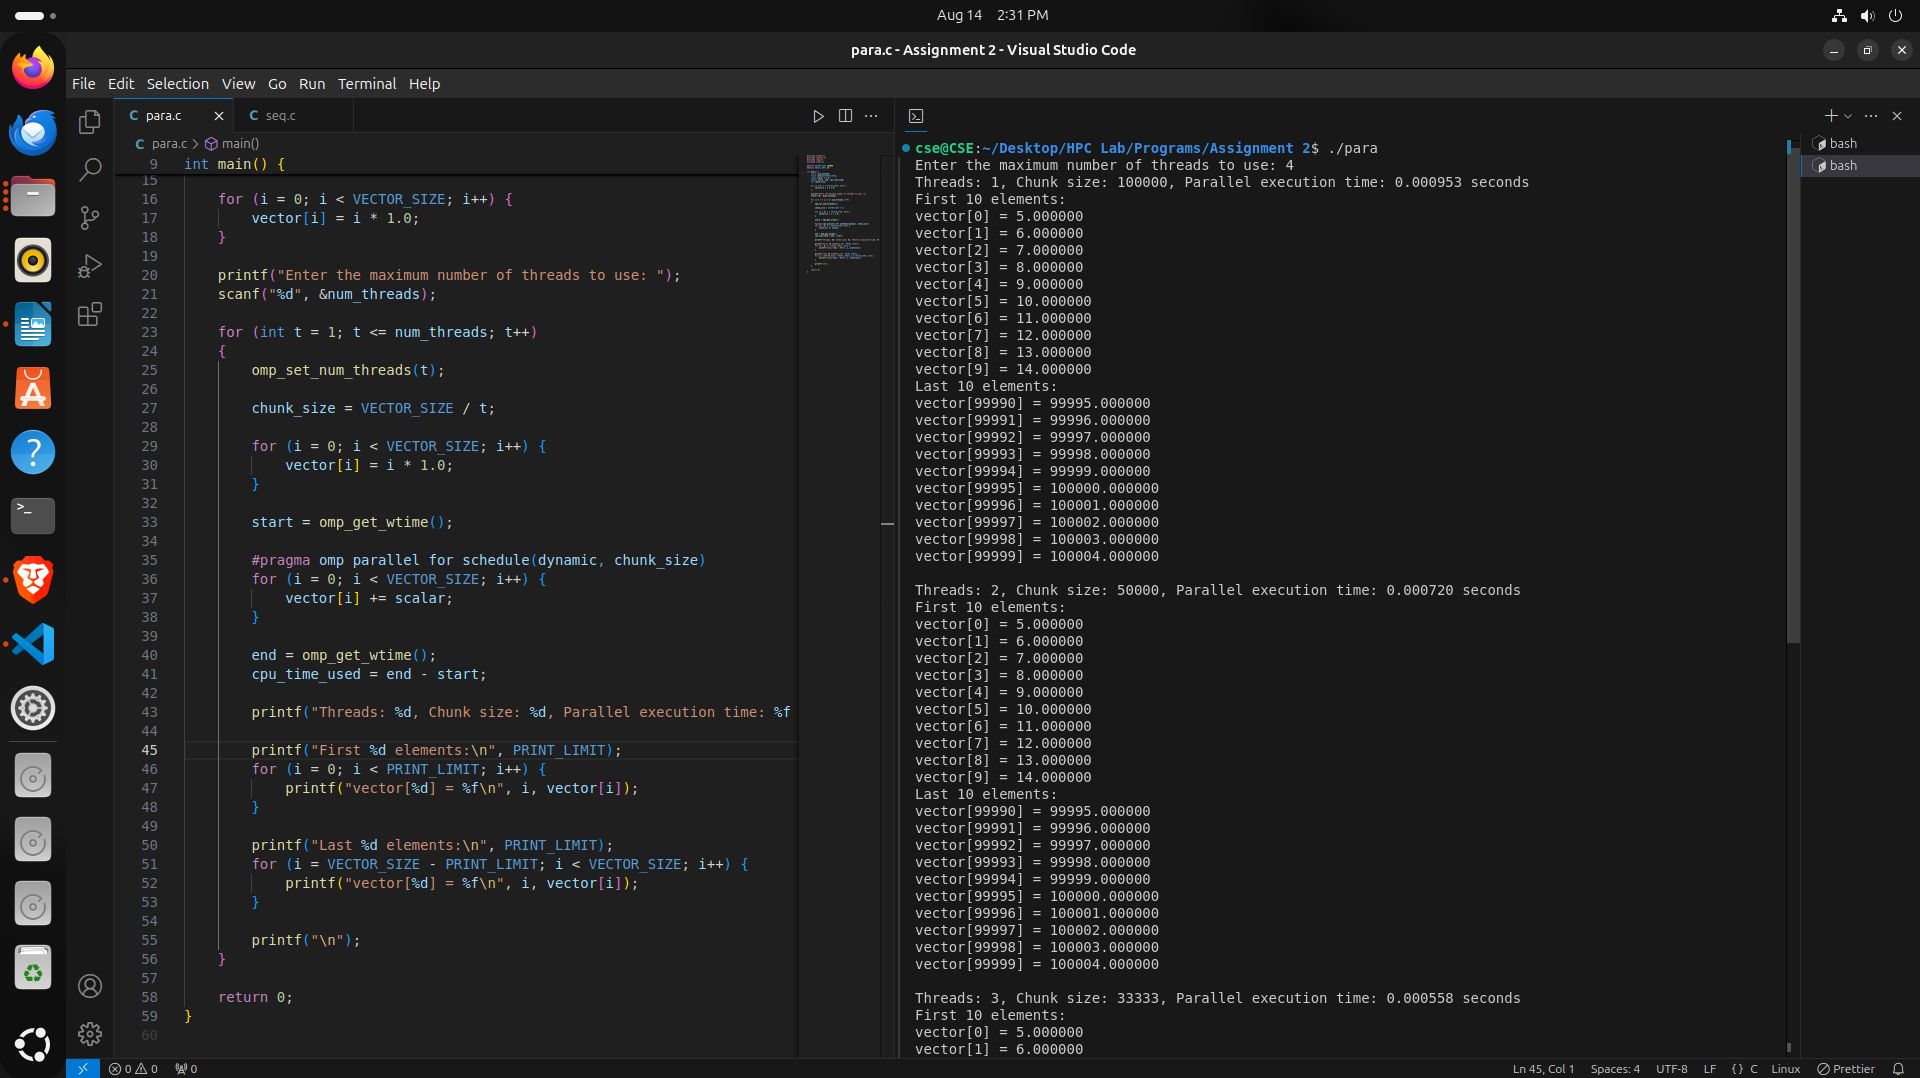 Aug 14 2:31 PM
para.c - Assignment 2 - Visual Studio Code
File Edit Selection View Go Run Terminal Help
C para.c
C seq.c
C para.c > main()
9 int main() {
15
16 for (i = 0; i < VECTOR_SIZE; i++) {
17 vector[i] = i * 1.0;
18 }
19
20 printf("Enter the maximum number of threads to use: ");
21 scanf("%d", &num_threads);
22
23 for (int t = 1; t <= num_threads; t++)
24 {
25 omp_set_num_threads(t);
26
27 chunk_size = VECTOR_SIZE / t;
28
29 for (i = 0; i < VECTOR_SIZE; i++) {
30 vector[i] = i * 1.0;
31 }
32
33 start = omp_get_wtime();
34
35 #pragma omp parallel for schedule(dynamic, chunk_size)
36 for (i = 0; i < VECTOR_SIZE; i++) {
37 vector[i] += scalar;
38 }
39
40 end = omp_get_wtime();
41 cpu_time_used = end - start;
42
43 printf("Threads: %d, Chunk size: %d, Parallel execution time: %f
44
45 printf("First %d elements:\n", PRINT_LIMIT);
46 for (i = 0; i < PRINT_LIMIT; i++) {
47 printf("vector[%d] = %f\n", i, vector[i]);
48 }
49
50 printf("Last %d elements:\n", PRINT_LIMIT);
51 for (i = VECTOR_SIZE - PRINT_LIMIT; i < VECTOR_SIZE; i++) {
52 printf("vector[%d] = %f\n", i, vector[i]);
53 }
54
55 printf("\n");
56 }
57
58 return 0;
59 }
60
cse@CSE:~/Desktop/HPC Lab/Programs/Assignment 2$ ./para
Enter the maximum number of threads to use: 4
Threads: 1, Chunk size: 100000, Parallel execution time: 0.000953 seconds
First 10 elements:
vector[0] = 5.000000
vector[1] = 6.000000
vector[2] = 7.000000
vector[3] = 8.000000
vector[4] = 9.000000
vector[5] = 10.000000
vector[6] = 11.000000
vector[7] = 12.000000
vector[8] = 13.000000
vector[9] = 14.000000
Last 10 elements:
vector[99990] = 99995.000000
vector[99991] = 99996.000000
vector[99992] = 99997.000000
vector[99993] = 99998.000000
vector[99994] = 99999.000000
vector[99995] = 100000.000000
vector[99996] = 100001.000000
vector[99997] = 100002.000000
vector[99998] = 100003.000000
vector[99999] = 100004.000000
Threads: 2, Chunk size: 50000, Parallel execution time: 0.000720 seconds
First 10 elements:
vector[0] = 5.000000
vector[1] = 6.000000
vector[2] = 7.000000
vector[3] = 8.000000
vector[4] = 9.000000
vector[5] = 10.000000
vector[6] = 11.000000
vector[7] = 12.000000
vector[8] = 13.000000
vector[9] = 14.000000
Last 10 elements:
vector[99990] = 99995.000000
vector[99991] = 99996.000000
vector[99992] = 99997.000000
vector[99993] = 99998.000000
vector[99994] = 99999.000000
vector[99995] = 100000.000000
vector[99996] = 100001.000000
vector[99997] = 100002.000000
vector[99998] = 100003.000000
vector[99999] = 100004.000000
Threads: 3, Chunk size: 33333, Parallel execution time: 0.000558 seconds
First 10 elements:
vector[0] = 5.000000
vector[1] = 6.000000
bash
bash
0 0 0
Ln 45, Col 1 Spaces: 4 UTF-8 LF {} C Linux Prettier